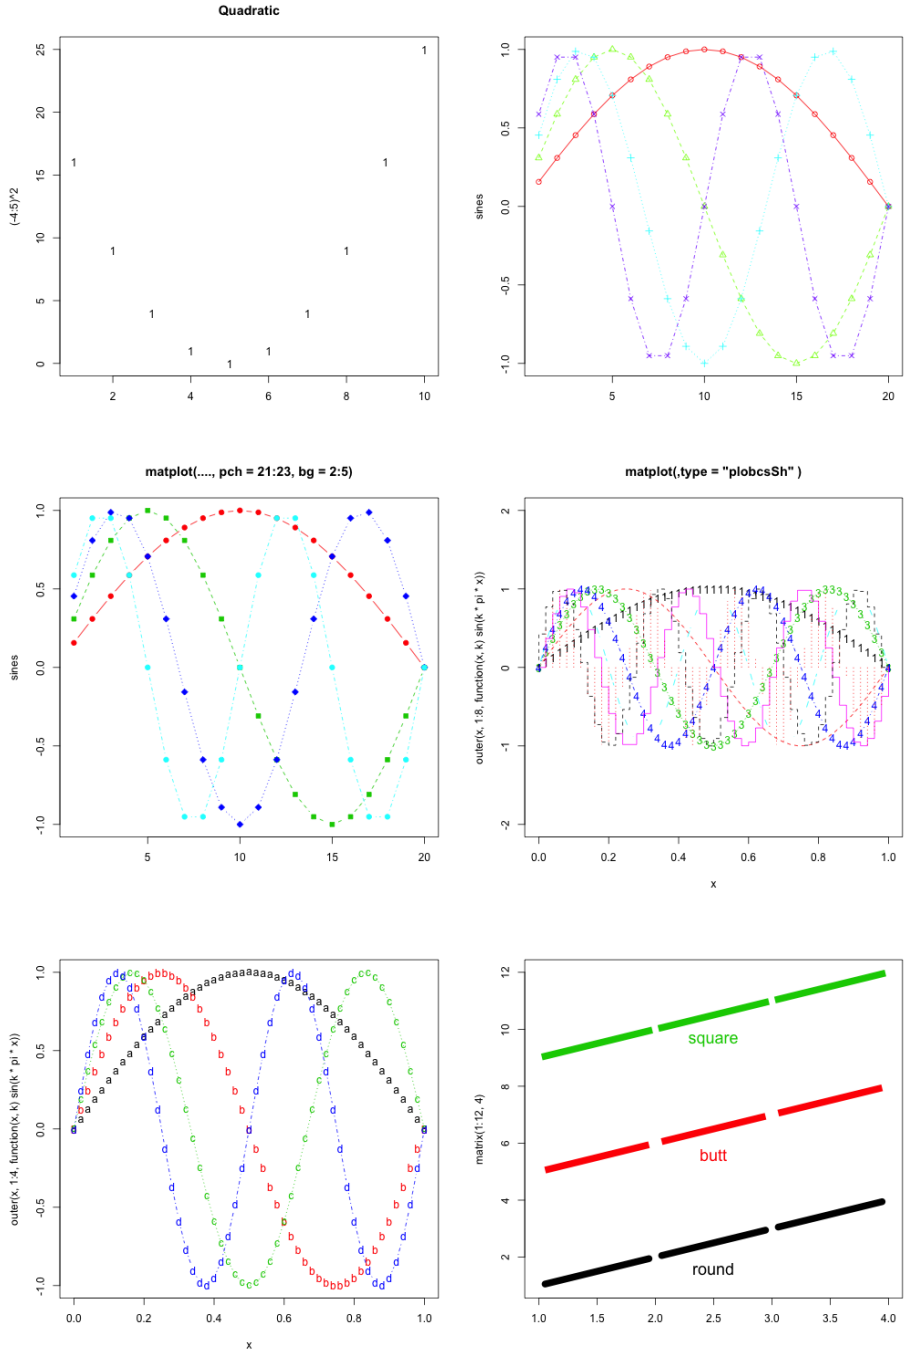 Quadratic
(-4:5)^2
25
20
15
10
5
0
2 4 6 8 10
1 1 1 1 1 1 1 1 1 1
sines
1.0
0.5
0.0
-0.5
-1.0
5 10 15 20
matplot(...., pch = 21:23, bg = 2:5)
sines
1.0
0.5
0.0
-0.5
-1.0
5 10 15 20
matplot(,type = "plobcsSh" )
outer(x, 1:8, function(x, k) sin(k * pi * x))
2
1
0
-1
-2
0.0 0.2 0.4 0.6 0.8 1.0
x
outer(x, 1:4, function(x, k) sin(k * pi * x))
1.0
0.5
0.0
-0.5
-1.0
0.0 0.2 0.4 0.6 0.8 1.0
x
matrix(1:12, 4)
12
10
8
6
4
2
square
butt
round
1.0 1.5 2.0 2.5 3.0 3.5 4.0